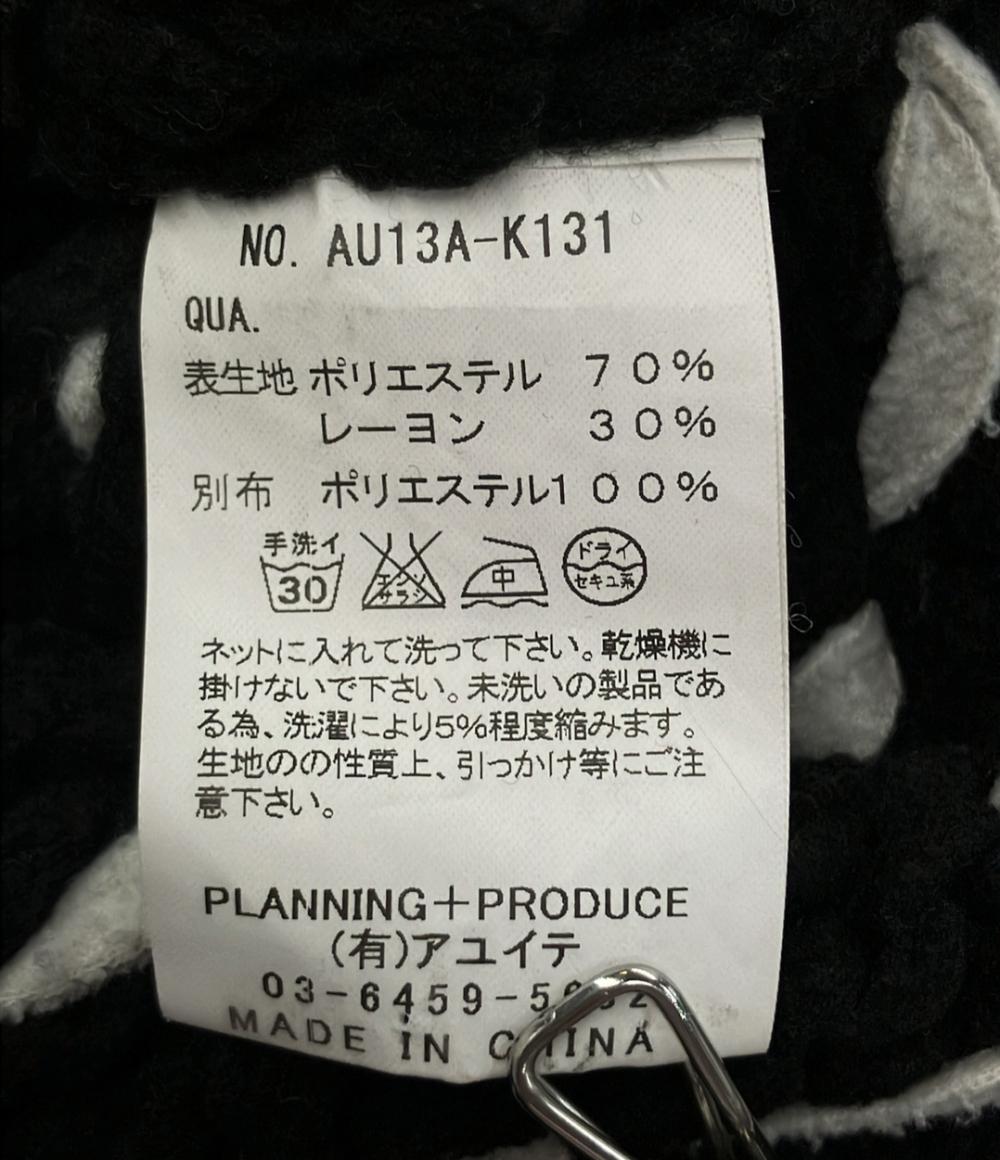 NO. AU13A-K131
QUA.
表生地 ポリエステル 70%
レーヨン 30%
別布 ポリエステル100%
手洗イ
30
エンソ
サラシ
中
ドライ
セキユ系
ネットに入れて洗って下さい。乾燥機に
掛けないで下さい。未洗いの製品であ
る為、洗濯により5%程度縮みます。
生地のの性質上、引っかけ等にご注
意下さい。
PLANNING+PRODUCE
(有)アユイテ
MADE IN